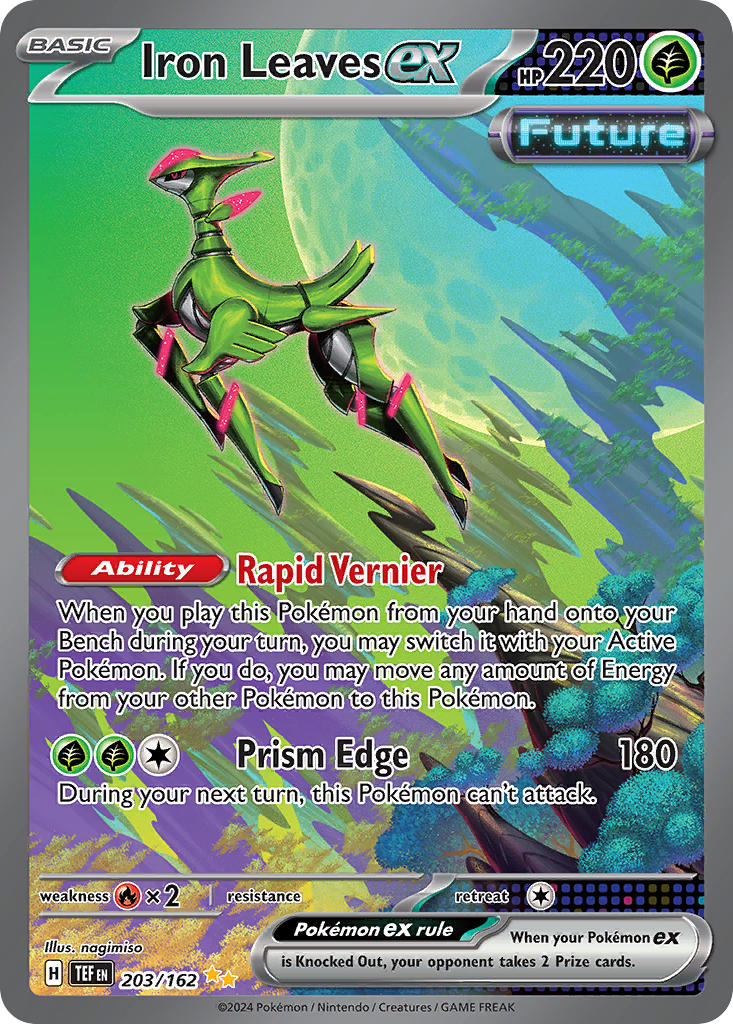 BASIC Iron Leaves ex HP 220
Future
Ability Rapid Vernier
When you play this Pokémon from your hand onto your
Bench during your turn, you may switch it with your Active
Pokémon. If you do, you may move any amount of Energy
from your other Pokémon to this Pokémon.
Prism Edge 180
During your next turn, this Pokémon can't attack.
weakness ×2 resistance retreat
Illus. nagimiso
Pokémon ex rule When your Pokémon ex
is Knocked Out, your opponent takes 2 Prize cards.
H TEF EN 203/162
©2024 Pokémon / Nintendo / Creatures / GAME FREAK